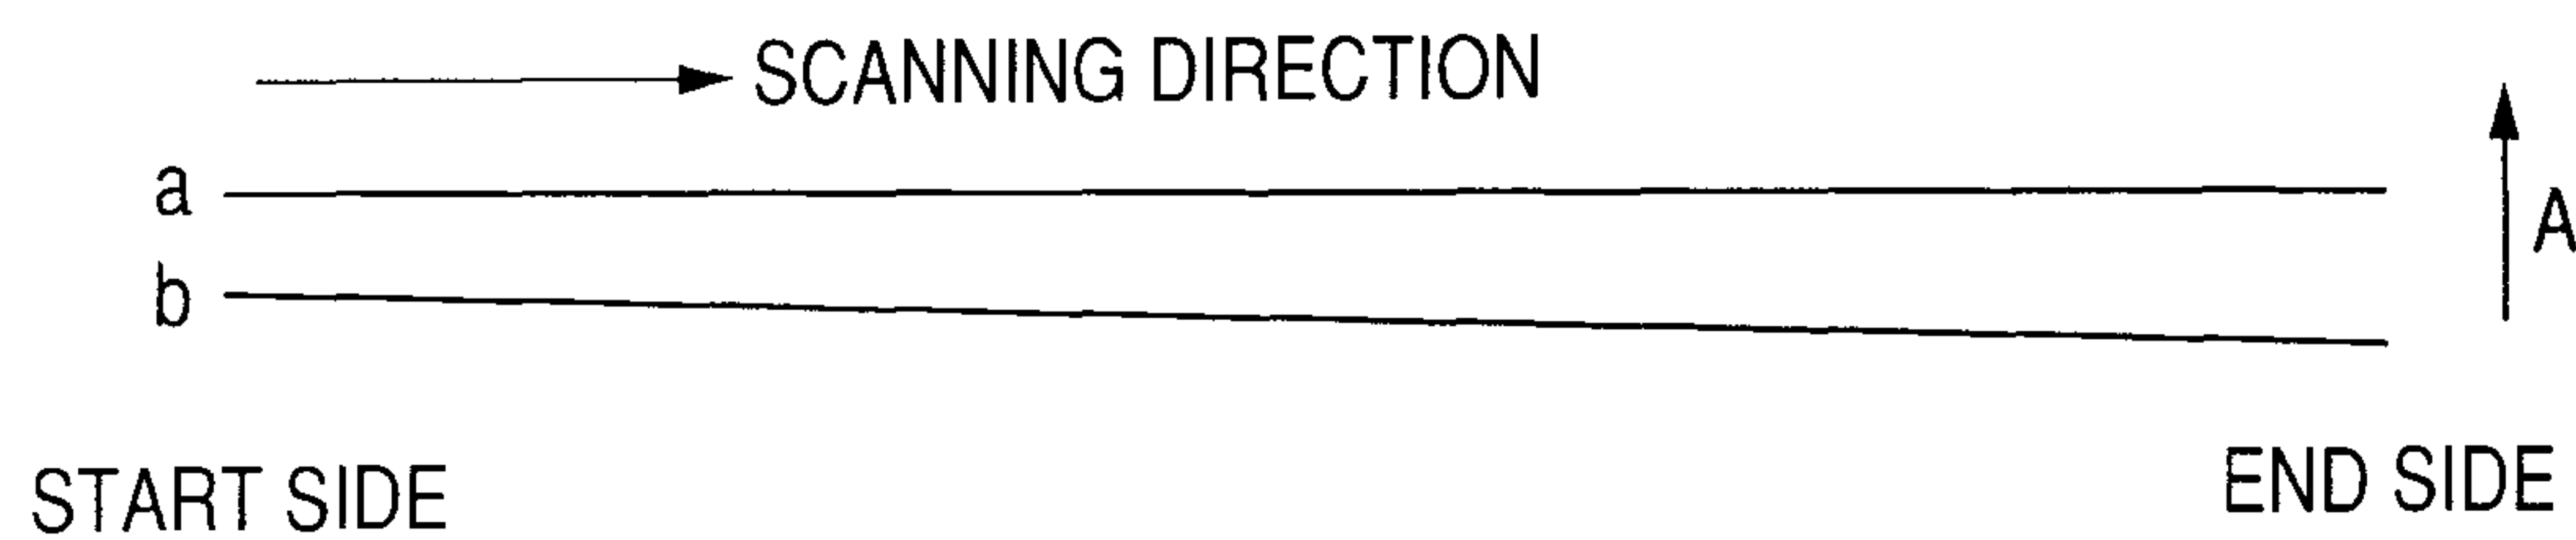 SCANNING DIRECTION
a
A
b
START SIDE
END SIDE